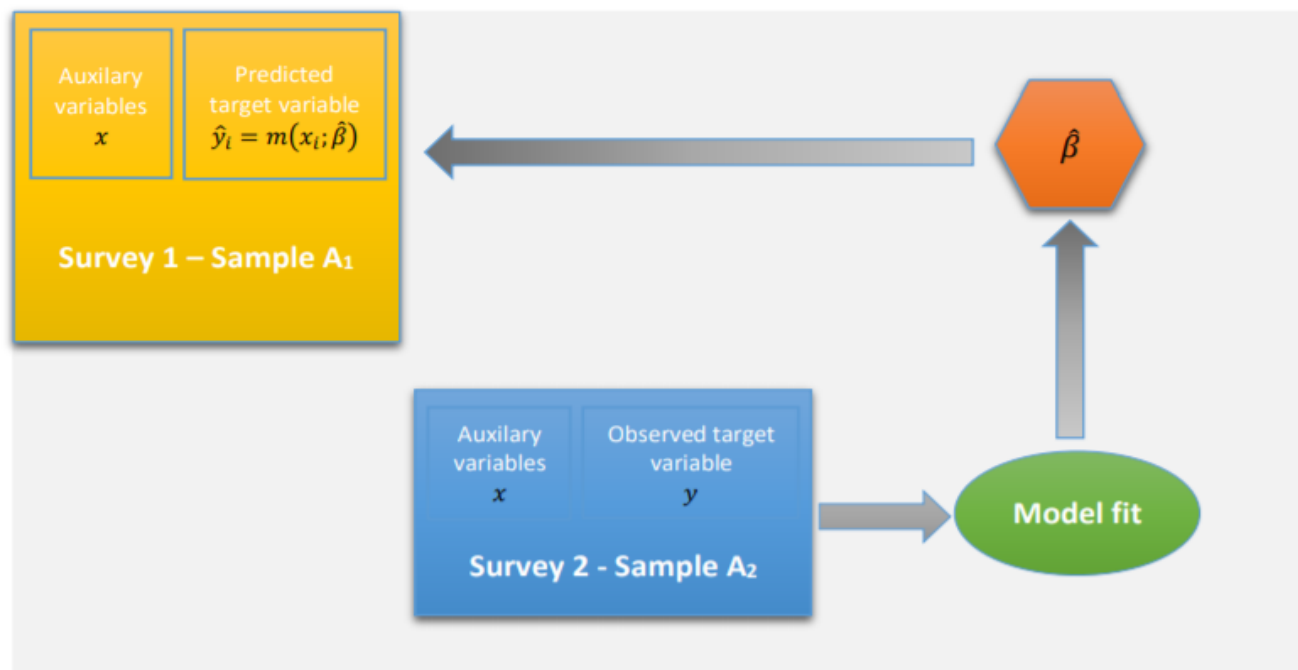 Auxilary
variables
x
Predicted
target variable
ŷᵢ = m(xᵢ; β̂)
Survey 1 – Sample A₁
β̂
Auxilary
variables
x
Observed target
variable
y
Survey 2 - Sample A₂
Model fit